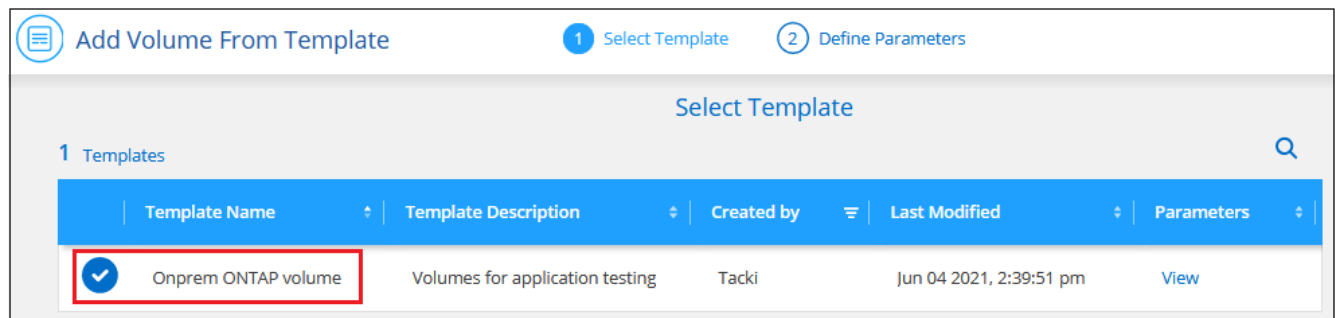 Add Volume From Template 1 Select Template 2 Define Parameters
Select Template
1 Templates
Template Name Template Description Created by Last Modified Parameters
Onprem ONTAP volume Volumes for application testing Tacki Jun 04 2021, 2:39:51 pm View